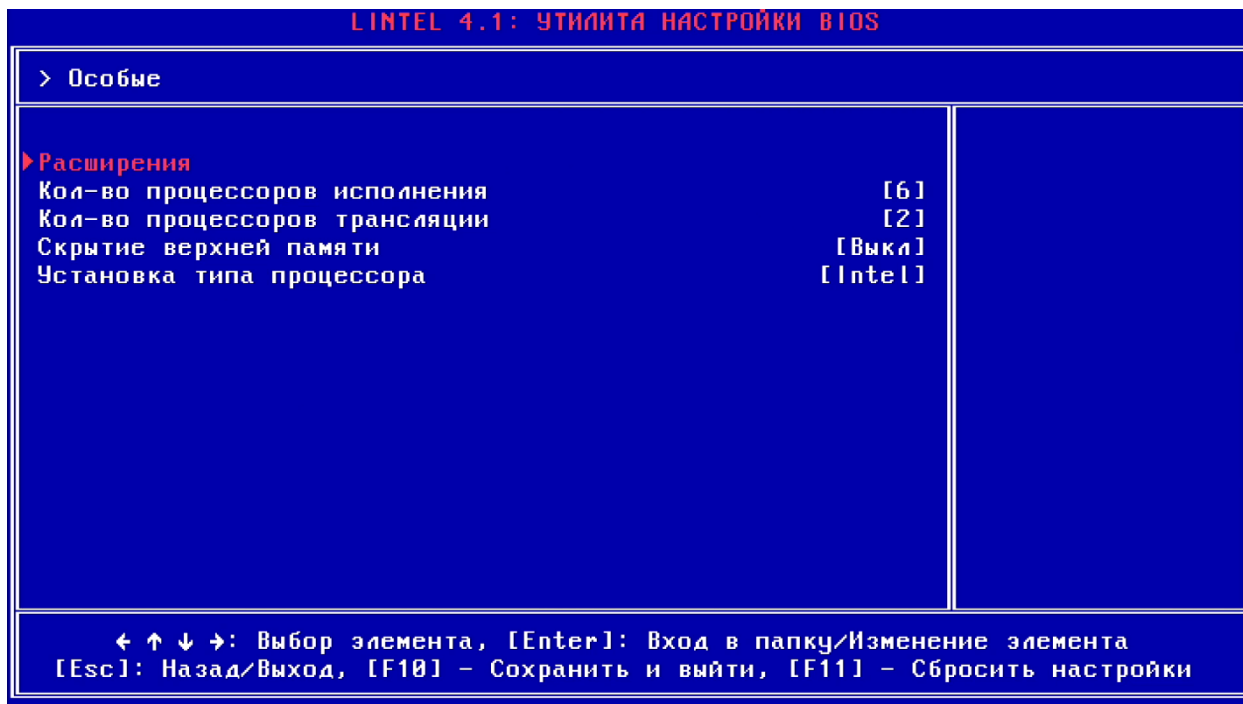 LINTEL 4.1: УТИЛИТА НАСТРОЙКИ BIOS
> Особые
Расширения
Кол-во процессоров исполнения [6]
Кол-во процессоров трансляции [2]
Скрытие верхней памяти [Выкл]
Установка типа процессора [Intel]
← ↑ ↓ →: Выбор элемента, [Enter]: Вход в папку/Изменение элемента
[Esc]: Назад/Выход, [F10] - Сохранить и выйти, [F11] - Сбросить настройки